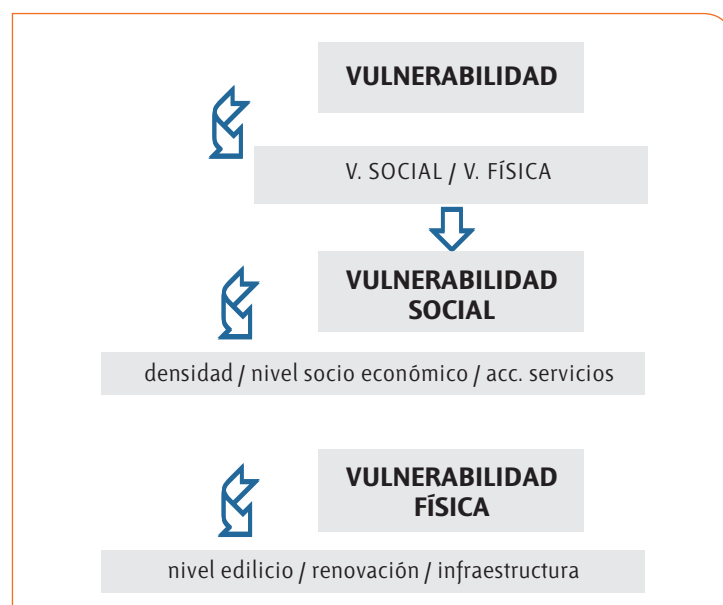 VULNERABILIDAD
V. SOCIAL / V. FÍSICA
VULNERABILIDAD
SOCIAL
densidad / nivel socio económico / acc. servicios
VULNERABILIDAD
FÍSICA
nivel edilicio / renovación / infraestructura